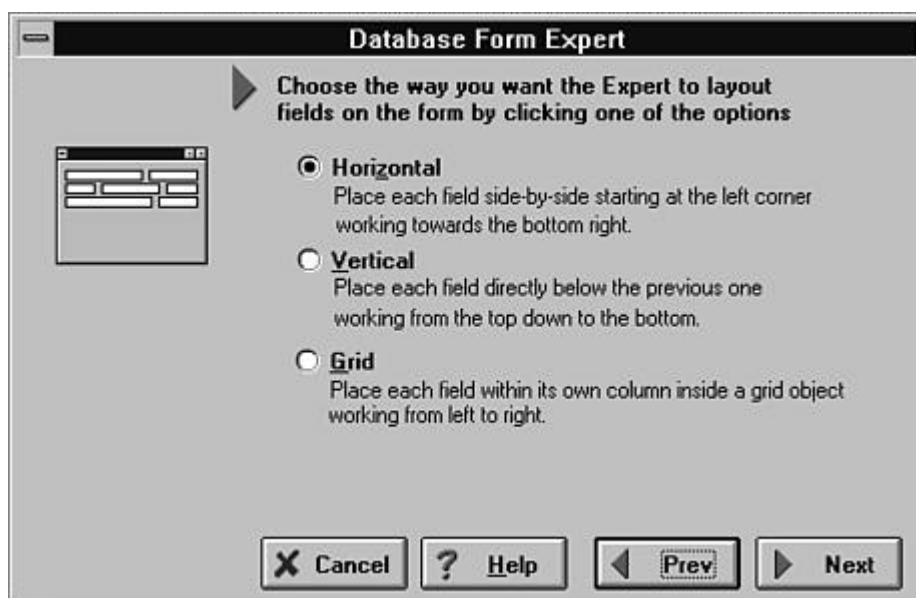 Database Form Expert
Choose the way you want the Expert to layout
fields on the form by clicking one of the options
Horizontal
Place each field side-by-side starting at the left corner
working towards the bottom right.
Vertical
Place each field directly below the previous one
working from the top down to the bottom.
Grid
Place each field within its own column inside a grid object
working from left to right.
Cancel ? Help Prev Next